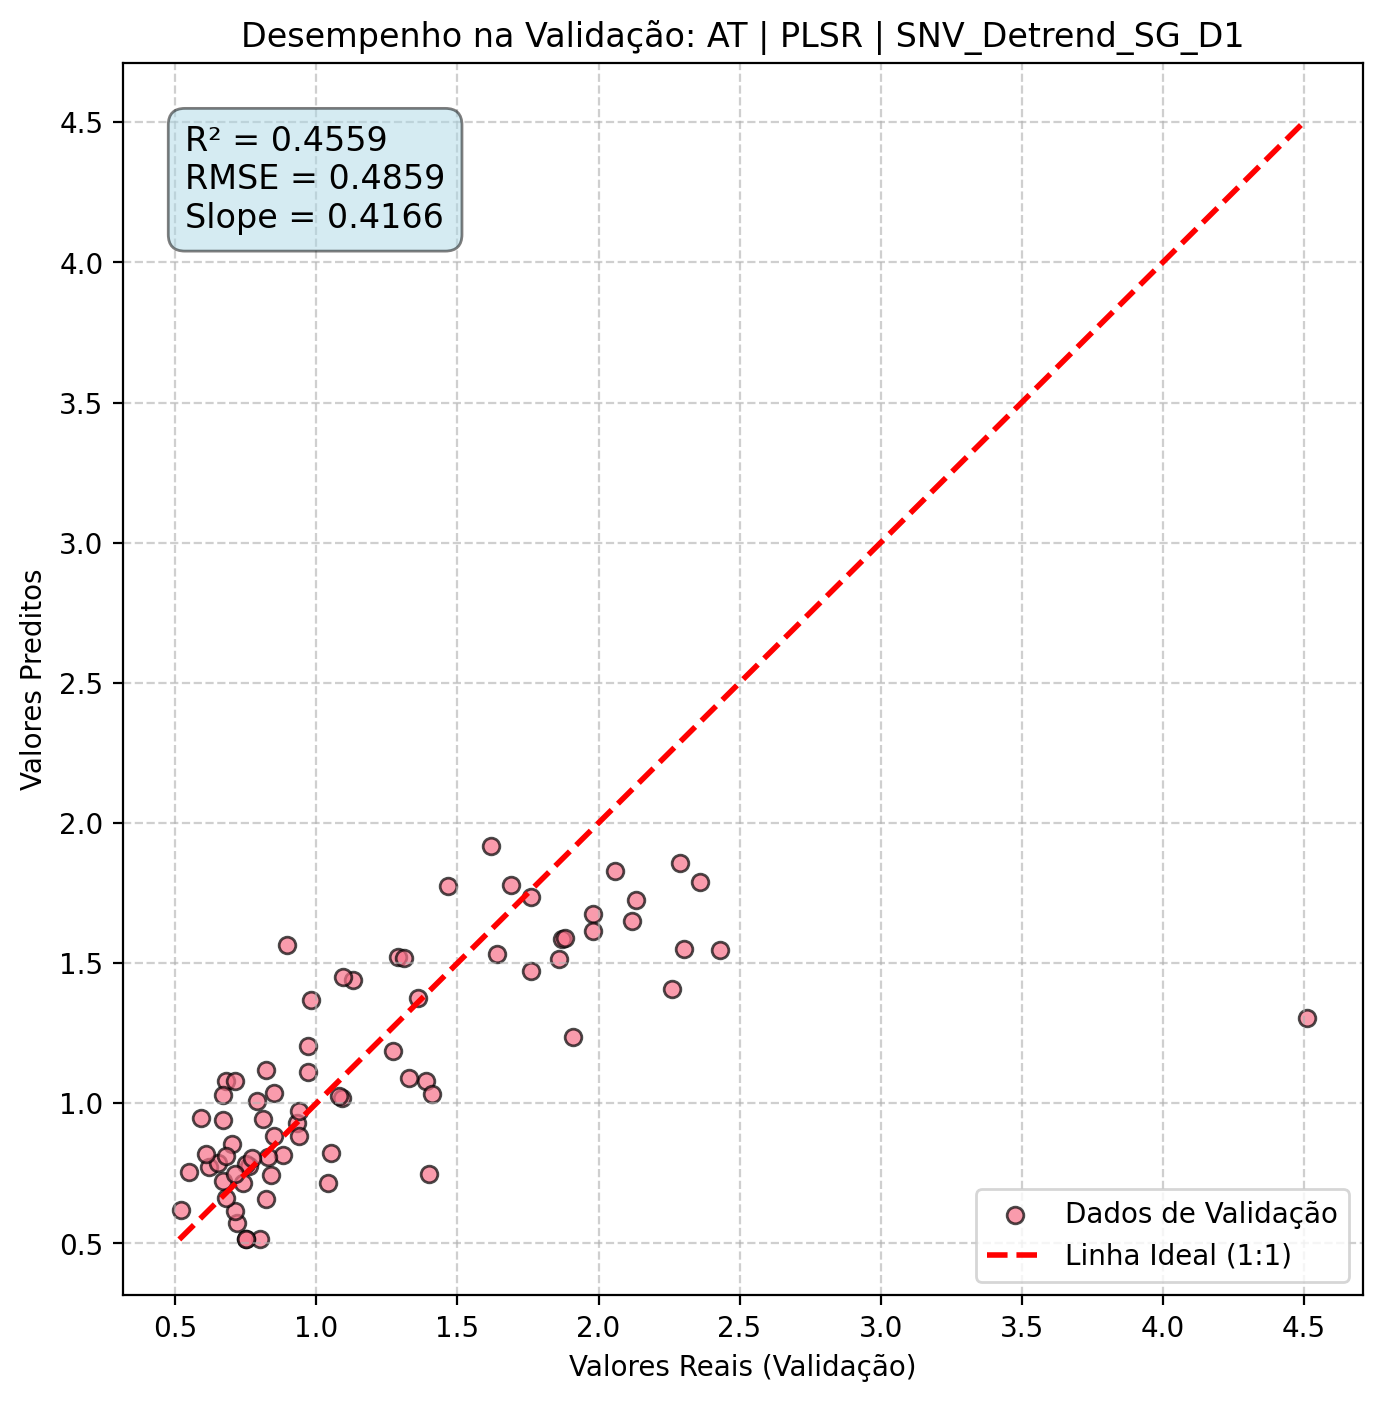 Desempenho na Validação: AT | PLSR | SNV_Detrend_SG_D1
R² = 0.4559
RMSE = 0.4859
Slope = 0.4166
4.5
4.0
3.5
3.0
2.5
2.0
1.5
1.0
0.5
Valores Preditos
Dados de Validação
Linha Ideal (1:1)
0.5 1.0 1.5 2.0 2.5 3.0 3.5 4.0 4.5
Valores Reais (Validação)